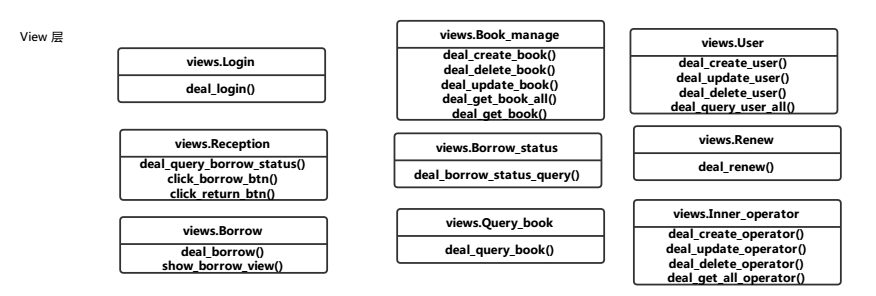 View 层
views.Login
deal_login()
views.Book_manage
deal_create_book()
deal_delete_book()
deal_update_book()
deal_get_book_all()
deal_get_book()
views.User
deal_create_user()
deal_update_user()
deal_delete_user()
deal_query_user_all()
views.Reception
deal_query_borrow_status()
click_borrow_btn()
click_return_btn()
views.Borrow_status
deal_borrow_status_query()
views.Renew
deal_renew()
views.Borrow
deal_borrow()
show_borrow_view()
views.Query_book
deal_query_book()
views.Inner_operator
deal_create_operator()
deal_update_operator()
deal_delete_operator()
deal_get_all_operator()